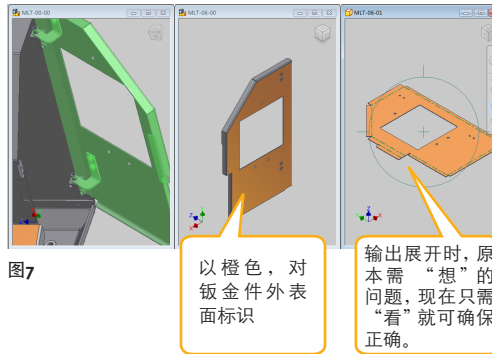 MLT-00-00
MLT-06-00
MLT-06-01
图7
以橙色，对
钣金件外表
面标识
输出展开时，原
本需 “想”的
问题，现在只需
“看”就可确保
正确。